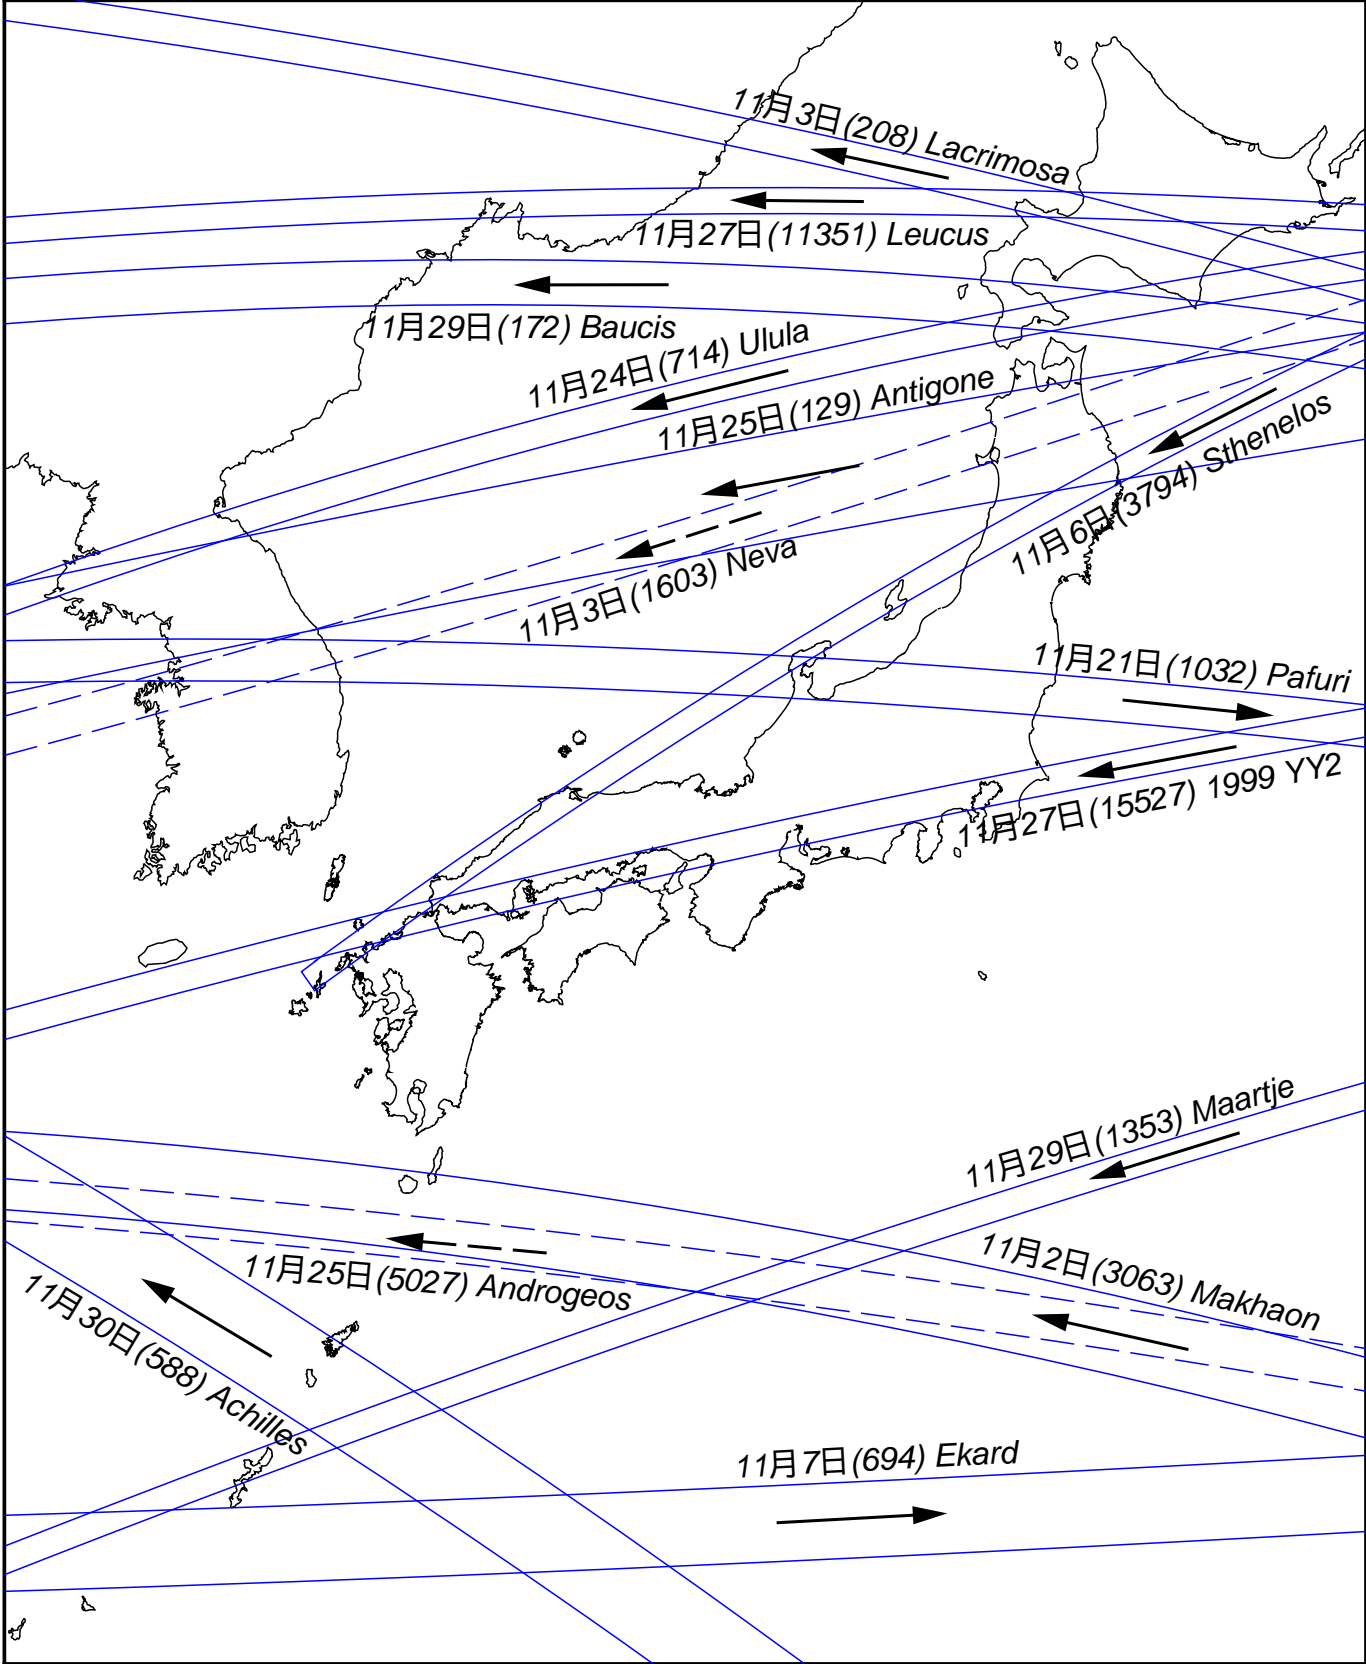 11月3日(208) Lacrimosa
11月27日(11351) Leucus
11月29日(172) Baucis
11月24日(714) Ulula
11月25日(129) Antigone
11月6日(3794) Sthenelos
11月3日(1603) Neva
11月21日(1032) Pafuri
11月27日(15527) 1999 YY2
11月29日(1353) Maartje
11月2日(3063) Makhaon
11月25日(5027) Androgeos
11月30日(588) Achilles
11月7日(694) Ekard